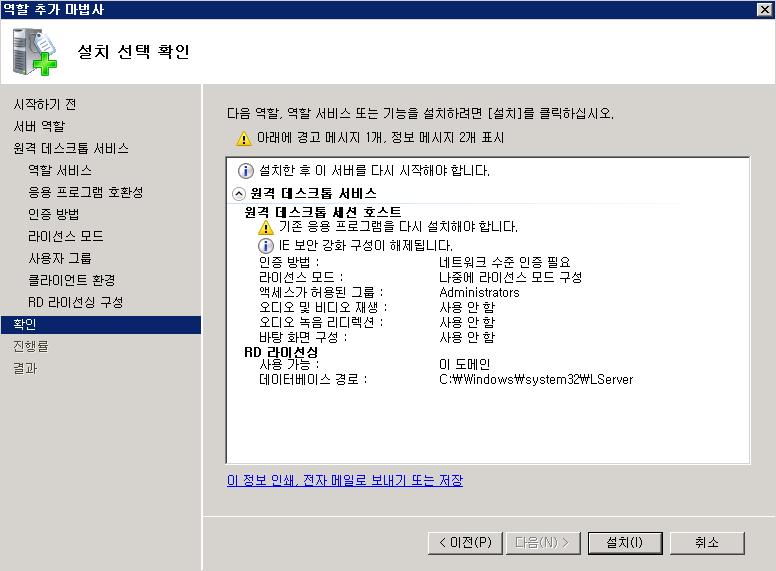 역할 추가 마법사
설치 선택 확인
시작하기 전
서버 역할
원격 데스크톱 서비스
역할 서비스
응용 프로그램 호환성
인증 방법
라이선스 모드
사용자 그룹
클라이언트 환경
RD 라이선싱 구성
확인
진행률
결과
다음 역할, 역할 서비스 또는 기능을 설치하려면 [설치]를 클릭하십시오.
아래에 경고 메시지 1개, 정보 메시지 2개 표시
설치한 후 이 서버를 다시 시작해야 합니다.
원격 데스크톱 서비스
원격 데스크톱 세션 호스트
기존 응용 프로그램을 다시 설치해야 합니다.
IE 보안 강화 구성이 해제됩니다.
인증 방법 : 네트워크 수준 인증 필요
라이선스 모드 : 나중에 라이선스 모드 구성
액세스가 허용된 그룹 : Administrators
오디오 및 비디오 재생 : 사용 안 함
오디오 녹음 리디렉션 : 사용 안 함
바탕 화면 구성 : 사용 안 함
RD 라이선싱
사용 가능 : 이 도메인
데이터베이스 경로 : C:₩Windows₩system32₩LServer
이 정보 인쇄, 전자 메일로 보내기 또는 저장
< 이전(P) 다음(N) > 설치(I) 취소